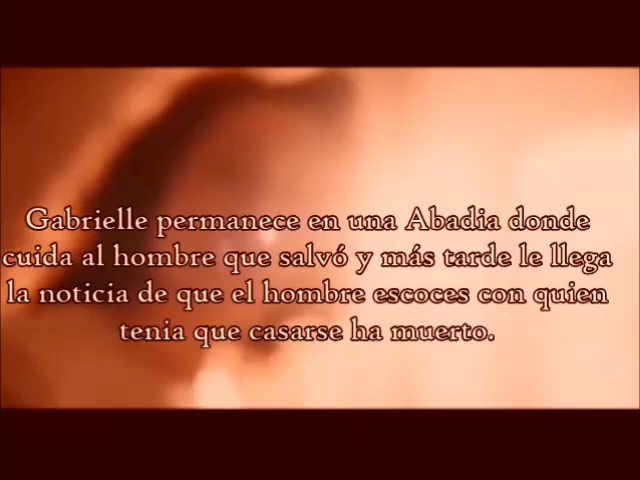 Gabrielle permanece en una Abadia donde
cuida al hombre que salvó y más tarde le llega
la noticia de que el hombre escoces con quien
tenia que casarse ha muerto.